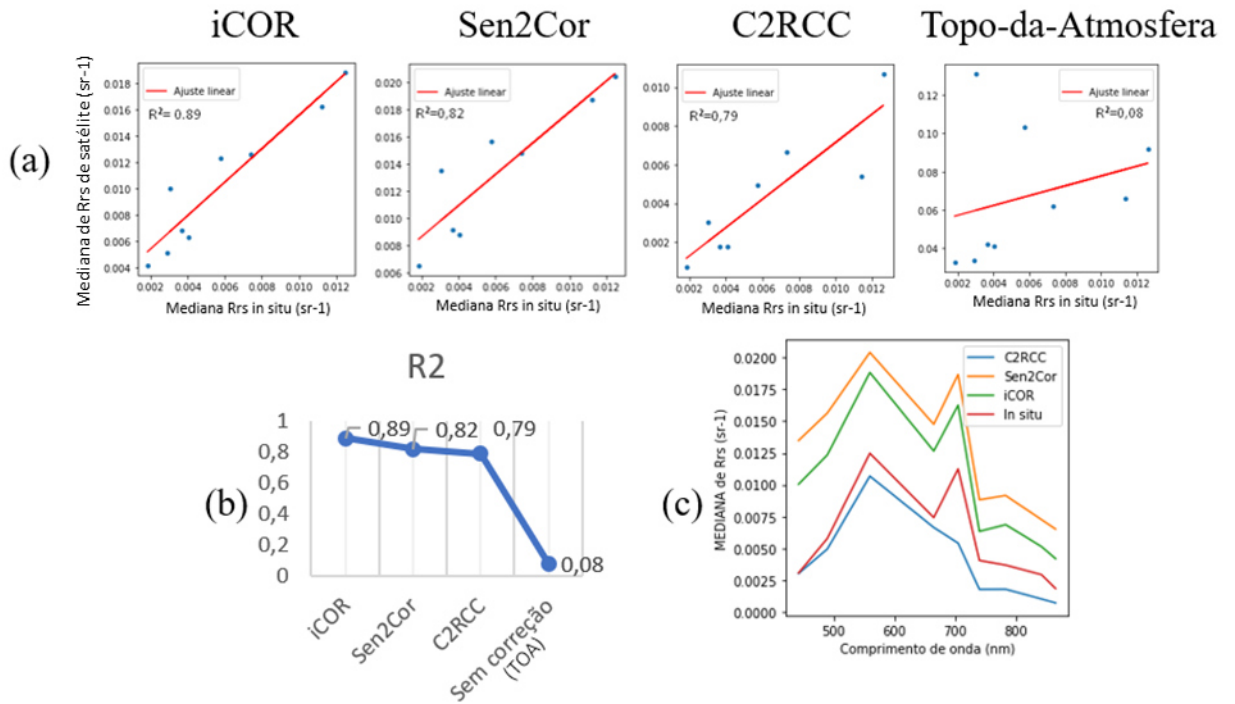 iCOR
Sen2Cor
C2RCC
Topo-da-Atmosfera
(a)
Mediana de Rrs de satélite (sr-1)
Ajuste linear
R²= 0.89
0.018
0.016
0.014
0.012
0.010
0.008
0.006
0.004
0.002 0.004 0.006 0.008 0.010 0.012
Mediana Rrs in situ (sr-1)
Ajuste linear
R²=0,82
0.020
0.018
0.016
0.014
0.012
0.010
0.008
0.006
0.002 0.004 0.006 0.008 0.010 0.012
Mediana Rrs in situ (sr-1)
Ajuste linear
R²=0,79
0.010
0.008
0.006
0.004
0.002
0.002 0.004 0.006 0.008 0.010 0.012
Mediana Rrs in situ (sr-1)
Ajuste linear
R²=0,08
0.12
0.10
0.08
0.06
0.04
0.002 0.004 0.006 0.008 0.010 0.012
Mediana Rrs in situ (sr-1)
(b)
R2
1
0,8
0,6
0,4
0,2
0
0,89
0,82
0,79
0,08
iCOR
Sen2Cor
C2RCC
Sem correção
(TOA)
(c)
MEDIANA de Rrs (sr-1)
0.0200
0.0175
0.0150
0.0125
0.0100
0.0075
0.0050
0.0025
0.0000
C2RCC
Sen2Cor
iCOR
In situ
500 600 700 800
Comprimento de onda (nm)